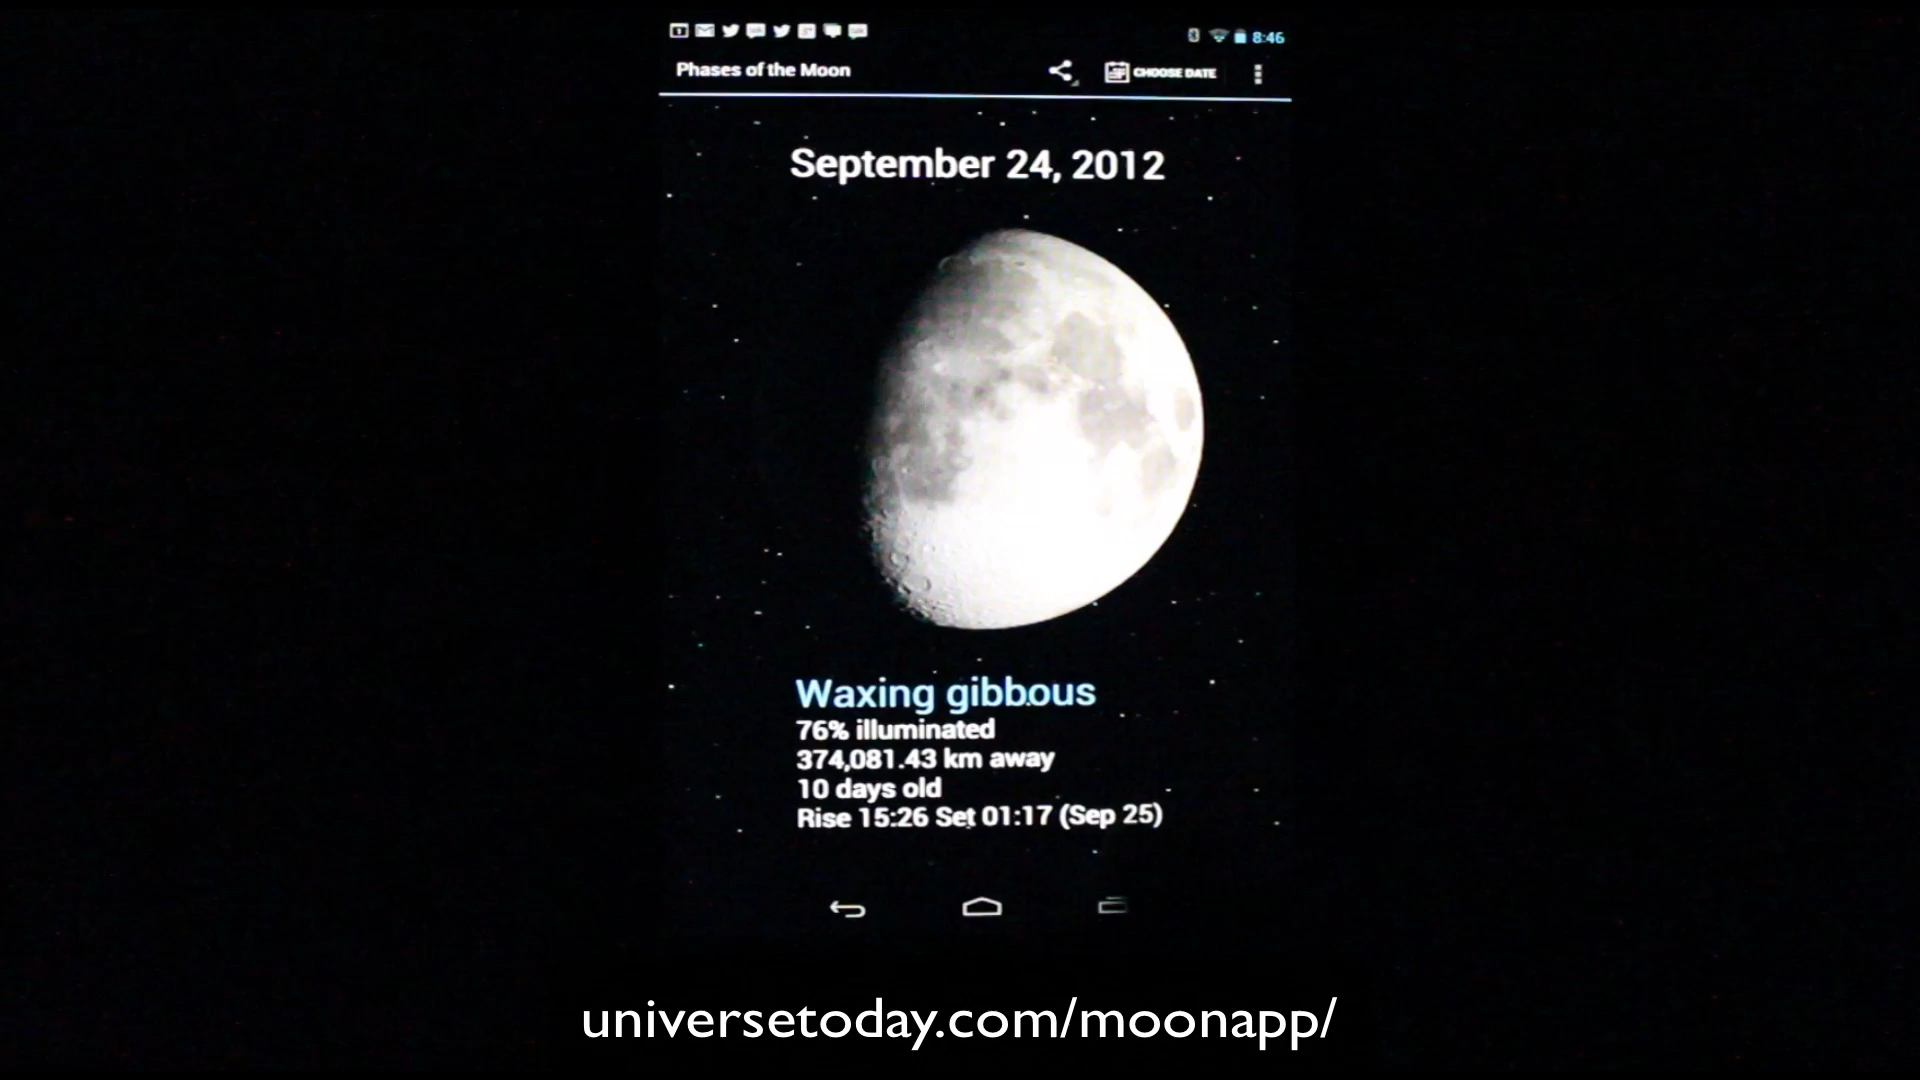 8:46
Phases of the Moon
CHOOSE DATE
September 24, 2012
Waxing gibbous
76% illuminated
374,081.43 km away
10 days old
Rise 15:26 Set 01:17 (Sep 25)
universetoday.com/moonapp/